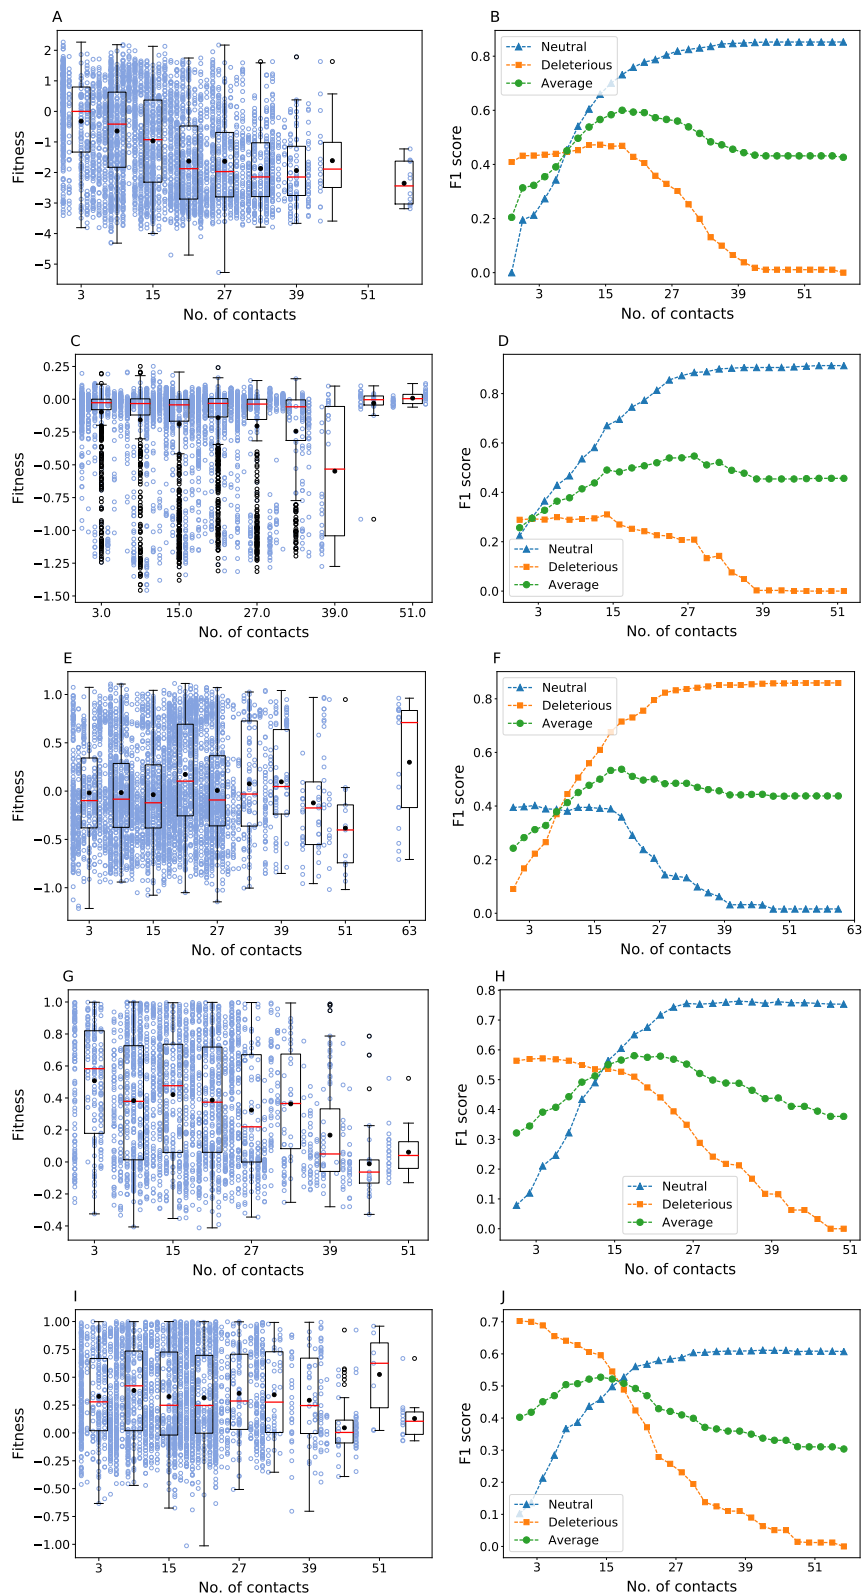 A
2
1
0
−1
−2
−3
−4
−5
Fitness
3
15
27
39
51
No. of contacts
B
Neutral
Deleterious
Average
0.8
0.6
0.4
0.2
0.0
F1 score
3
15
27
39
51
No. of contacts
C
0.25
0.00
−0.25
−0.50
−0.75
−1.00
−1.25
−1.50
Fitness
3.0
15.0
27.0
39.0
51.0
No. of contacts
D
0.8
0.6
0.4
0.2
0.0
F1 score
Neutral
Deleterious
Average
3
15
27
39
51
No. of contacts
E
1.0
0.5
0.0
−0.5
−1.0
Fitness
3
15
27
39
51
63
No. of contacts
F
Neutral
Deleterious
Average
0.8
0.6
0.4
0.2
0.0
F1 score
3
15
27
39
51
63
No. of contacts
G
1.0
0.8
0.6
0.4
0.2
0.0
−0.2
−0.4
Fitness
3
15
27
39
51
No. of contacts
H
0.8
0.7
0.6
0.5
0.4
0.3
0.2
0.1
0.0
F1 score
Neutral
Deleterious
Average
3
15
27
39
51
No. of contacts
I
1.00
0.75
0.50
0.25
0.00
−0.25
−0.50
−0.75
−1.00
Fitness
3
15
27
39
51
No. of contacts
J
0.7
0.6
0.5
0.4
0.3
0.2
0.1
0.0
F1 score
Neutral
Deleterious
Average
3
15
27
39
51
No. of contacts